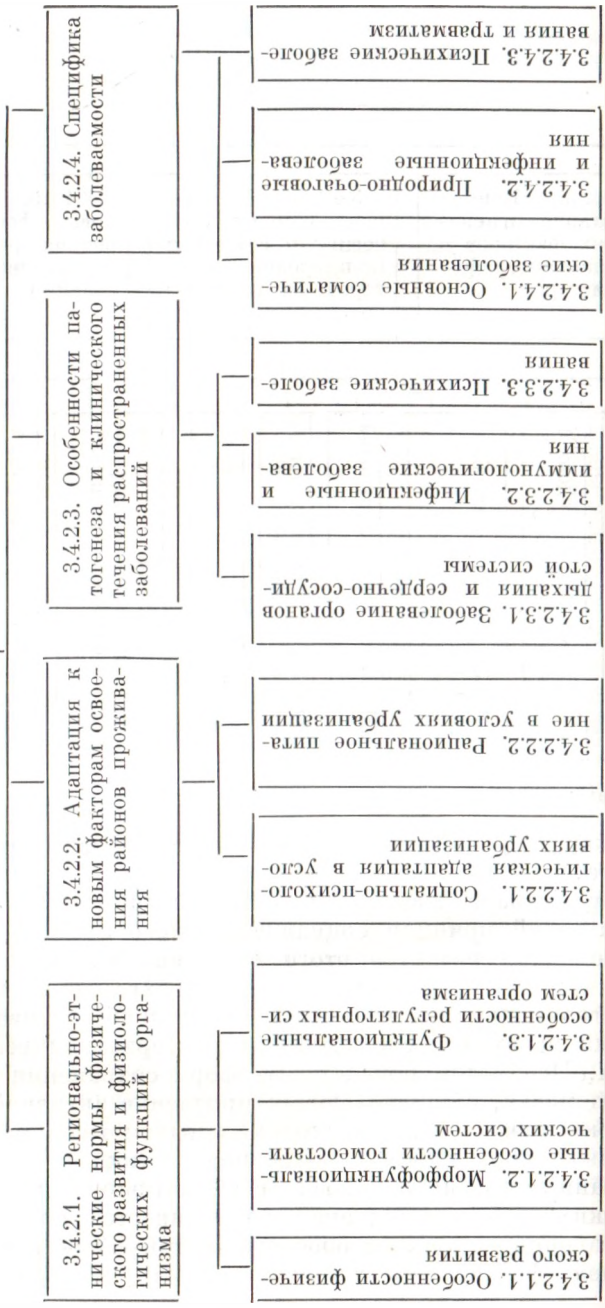 3.4.2.1. Регионально-эт-
нические нормы физиче-
ского развития и физиоло-
гических функций орга-
низма
3.4.2.2. Адаптация к
новым факторам освое-
ния районов прожива-
ния
3.4.2.3. Особенности па-
тогенеза и клинического
течения распространенных
заболеваний
3.4.2.4. Специфика
заболеваемости
3.4.2.1.1. Особенности физиче-
ского развития
3.4.2.1.2. Морфофункциональ-
ные особенности гомеостати-
ческих систем
3.4.2.1.3. Функциональные
особенности регуляторных си-
стем организма
3.4.2.2.1. Социально-психоло-
гическая адаптация в усло-
виях урбанизации
3.4.2.2.2. Рациональное пита-
ние в условиях урбанизации
3.4.2.3.1. Заболевание органов
дыхания и сердечно-сосуди-
стой системы
3.4.2.3.2. Инфекционные и
иммунологические заболева-
ния
3.4.2.3.3. Психические заболе-
вания
3.4.2.4.1. Основные соматиче-
ские заболевания
3.4.2.4.2. Природно-очаговые
и инфекционные заболева-
ния
3.4.2.4.3. Психические заболе-
вания и травматизм